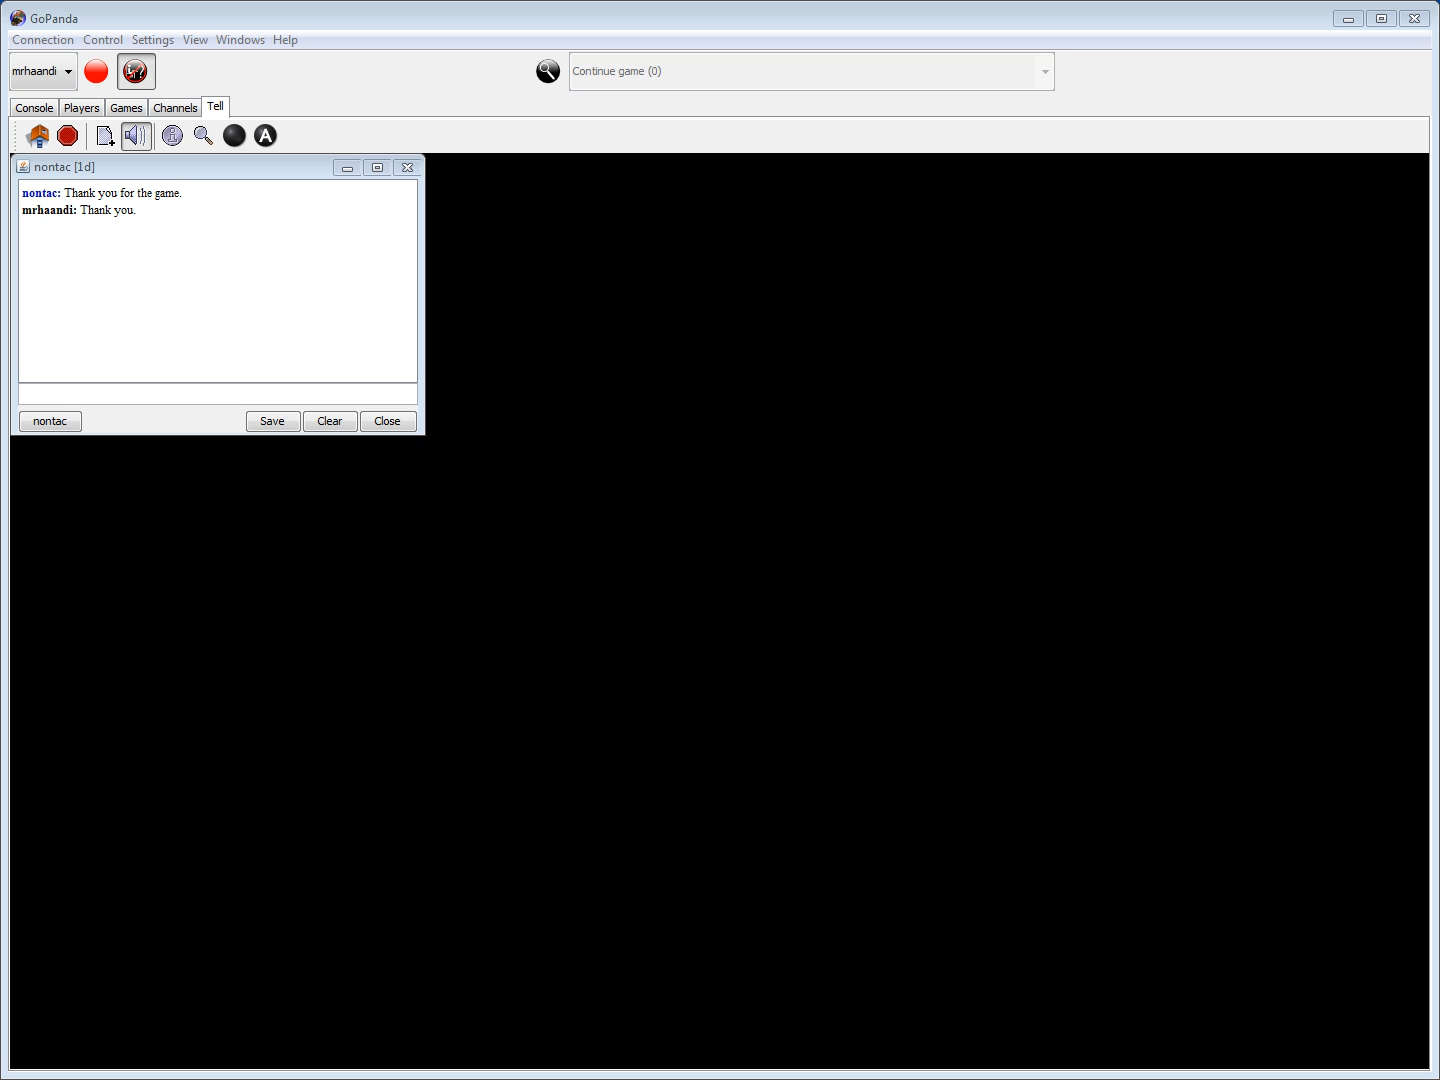 GoPanda
Connection Control Settings View Windows Help
mrhaandi
Continue game (0)
Console Players Games Channels Tell
A
nontac [1d]
nontac: Thank you for the game.
mrhaandi: Thank you.
nontac Save Clear Close